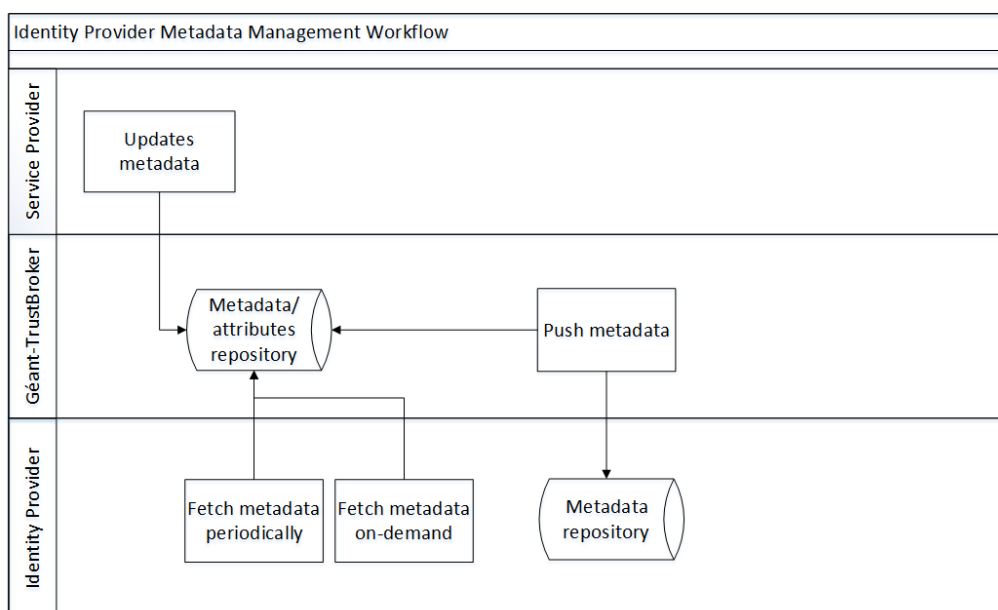 Identity Provider Metadata Management Workflow
Service Provider
Updates
metadata
Géant-TrustBroker
Metadata/
attributes
repository
Push metadata
Identity Provider
Fetch metadata
periodically
Fetch metadata
on-demand
Metadata
repository